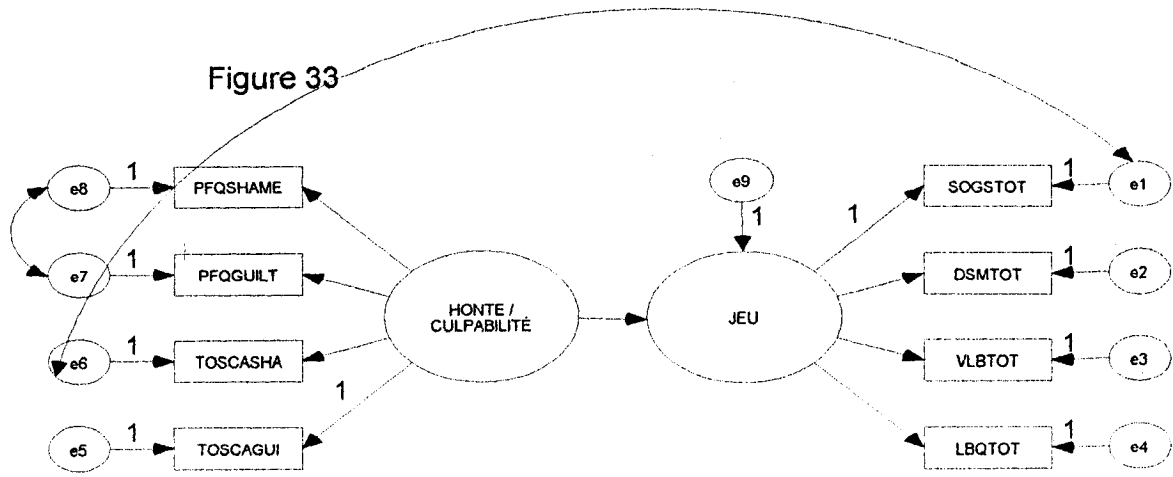 Figure 33
e8 1 PFQSHAME
e7 1 PFQGUILT
e6 1 TOSCASHA
e5 1 TOSCAGUI
1
HONTE /
CULPABILITÉ
e9
1
JEU
1
SOGSTOT 1 e1
DSMTOT 1 e2
VLBTOT 1 e3
LBQTOT 1 e4